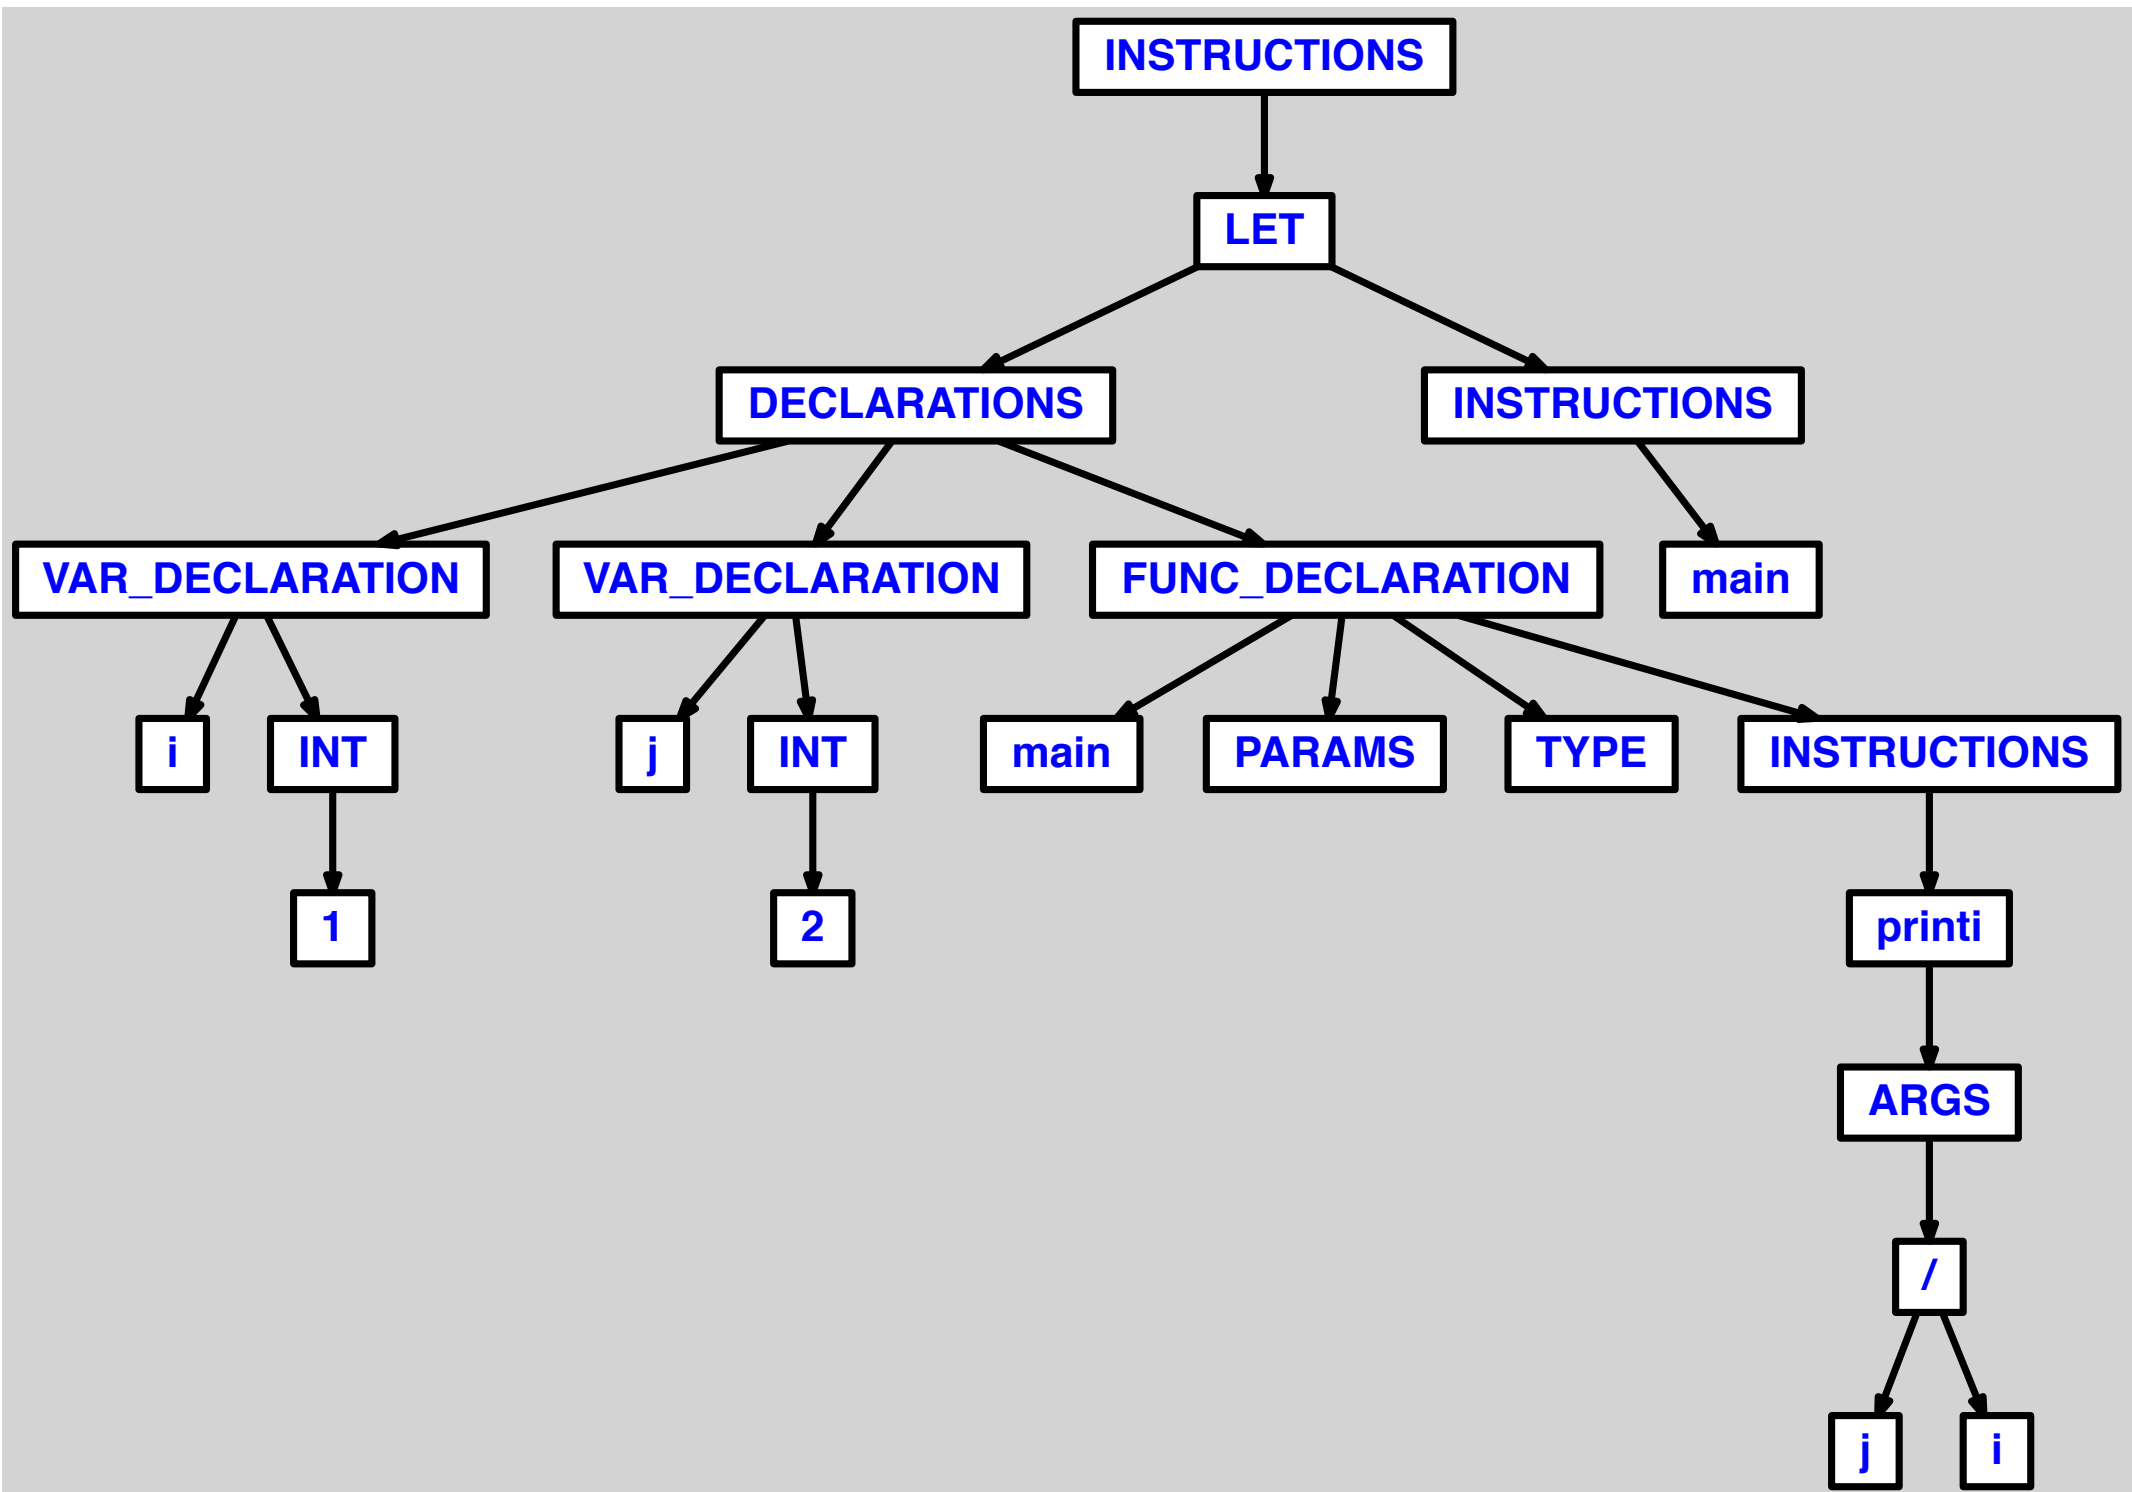 INSTRUCTIONS
LET
DECLARATIONS
INSTRUCTIONS
VAR_DECLARATION
VAR_DECLARATION
FUNC_DECLARATION
main
i
INT
j
INT
main
PARAMS
TYPE
INSTRUCTIONS
1
2
printi
ARGS
/
j
i